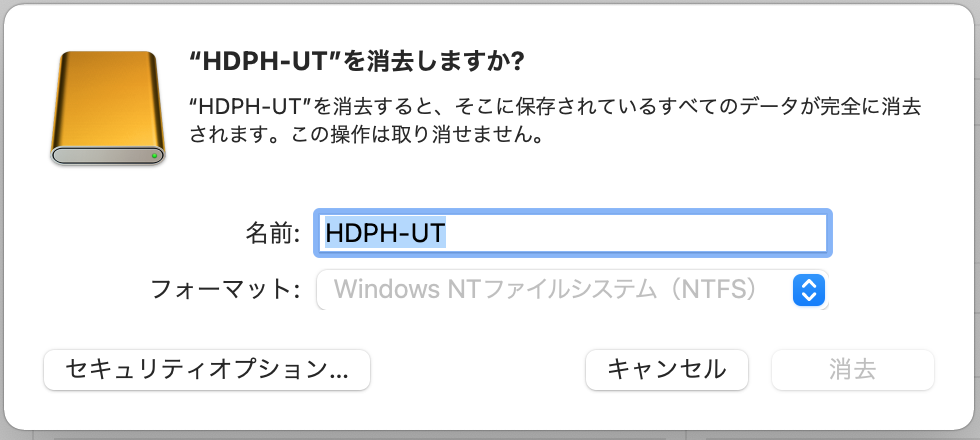 “HDPH-UT”を消去しますか?
“HDPH-UT”を消去すると、そこに保存されているすべてのデータが完全に消去
されます。この操作は取り消せません。
名前: HDPH-UT
フォーマット: Windows NTファイルシステム（NTFS）
セキュリティオプション... キャンセル 消去